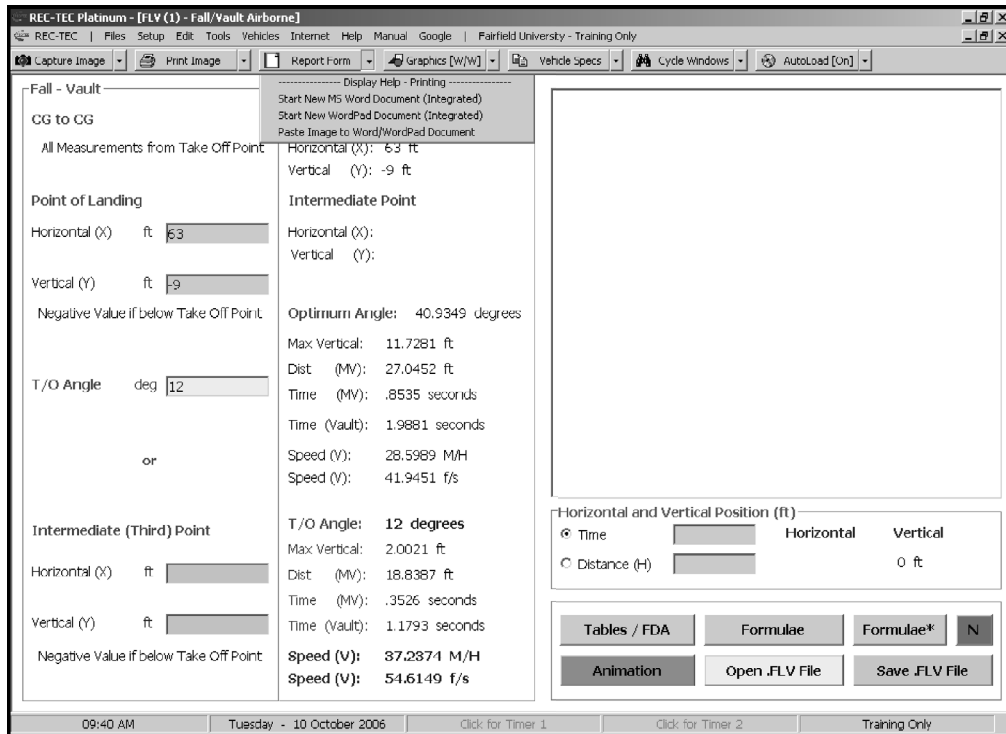 REC-TEC Platinum - [FLV (1) - Fall/Vault Airborne]
REC-TEC | Files Setup Edit Tools Vehicles Internet Help Manual Google | Fairfield University - Training Only
Capture Image Print Image Report Form Graphics [W/W] Vehicle Specs Cycle Windows AutoLoad [On]
---------------- Display Help - Printing ----------------
Start New MS Word Document (Integrated)
Start New WordPad Document (Integrated)
Paste Image to Word/WordPad Document
Fall - Vault
CG to CG
All Measurements from Take Off Point
Point of Landing
Horizontal (X) ft 63
Vertical (Y) ft -9
Negative Value if below Take Off Point
T/O Angle deg 12
or
Intermediate (Third) Point
Horizontal (X) ft
Vertical (Y) ft
Negative Value if below Take Off Point
Horizontal (X): 63 ft
Vertical (Y): -9 ft
Intermediate Point
Horizontal (X):
Vertical (Y):
Optimum Angle: 40.9349 degrees
Max Vertical: 11.7281 ft
Dist (MV): 27.0452 ft
Time (MV): .8535 seconds
Time (Vault): 1.9881 seconds
Speed (V): 28.5989 M/H
Speed (V): 41.9451 f/s
T/O Angle: 12 degrees
Max Vertical: 2.0021 ft
Dist (MV): 18.8387 ft
Time (MV): .3526 seconds
Time (Vault): 1.1793 seconds
Speed (V): 37.2374 M/H
Speed (V): 54.6149 f/s
Horizontal and Vertical Position (ft)
Time Horizontal Vertical
Distance (H) 0 ft
Tables / FDA Formulae Formulae* N
Animation Open .FLV File Save .FLV File
09:40 AM Tuesday - 10 October 2006 Click for Timer 1 Click for Timer 2 Training Only